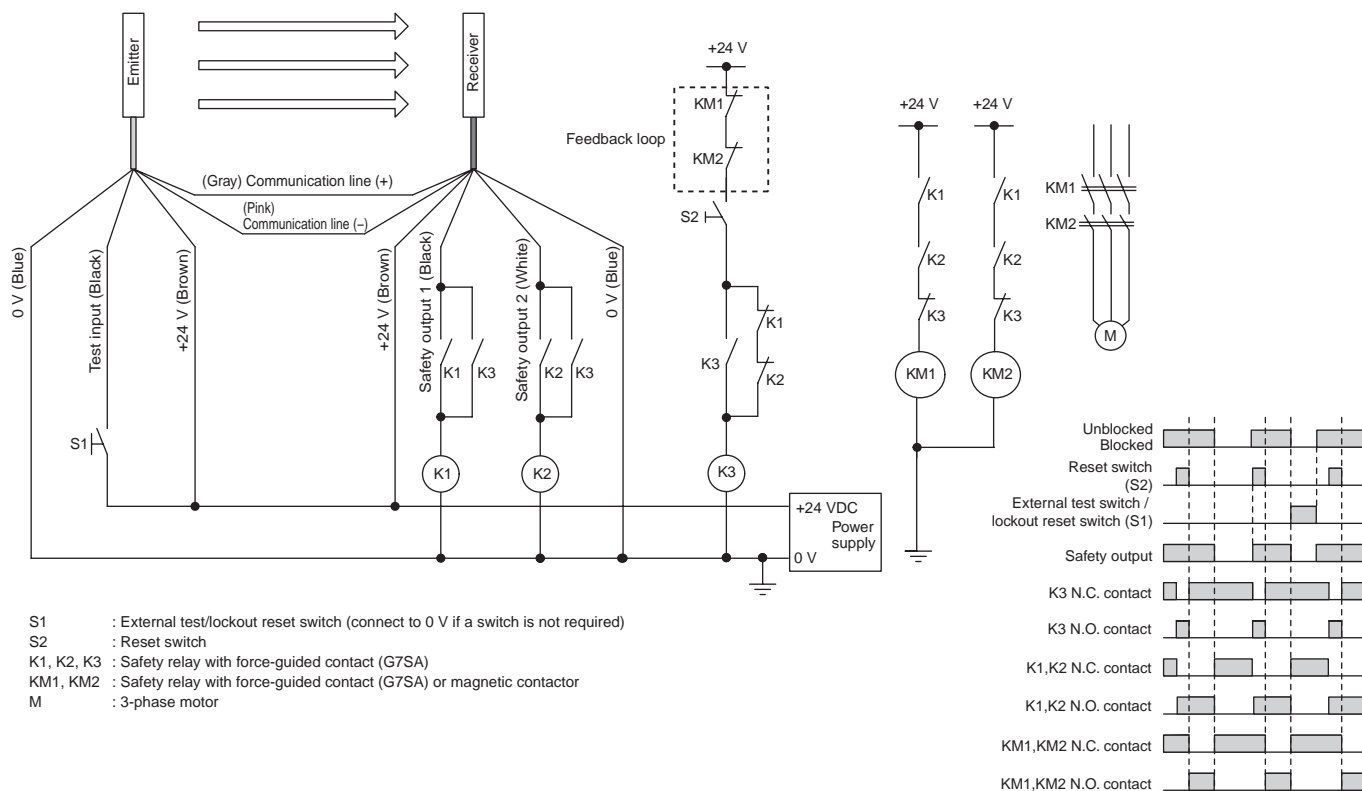 Emitter
Receiver
(Gray) Communication line (+)
(Pink)
Communication line (−)
0 V (Blue)
Test input (Black)
+24 V (Brown)
+24 V (Brown)
Safety output 1 (Black)
Safety output 2 (White)
0 V (Blue)
K1
K3
K2
K3
S1
K1
K2
+24 V
KM1
KM2
Feedback loop
S2
K3
K1
K2
K3
+24 VDC
Power
supply
0 V
+24 V
+24 V
K1
K1
K2
K2
K3
K3
KM1
KM2
KM1
KM2
M
Unblocked
Blocked
Reset switch
(S2)
External test switch /
lockout reset switch (S1)
Safety output
K3 N.C. contact
K3 N.O. contact
K1,K2 N.C. contact
K1,K2 N.O. contact
KM1,KM2 N.C. contact
KM1,KM2 N.O. contact
S1 : External test/lockout reset switch (connect to 0 V if a switch is not required)
S2 : Reset switch
K1, K2, K3 : Safety relay with force-guided contact (G7SA)
KM1, KM2 : Safety relay with force-guided contact (G7SA) or magnetic contactor
M : 3-phase motor